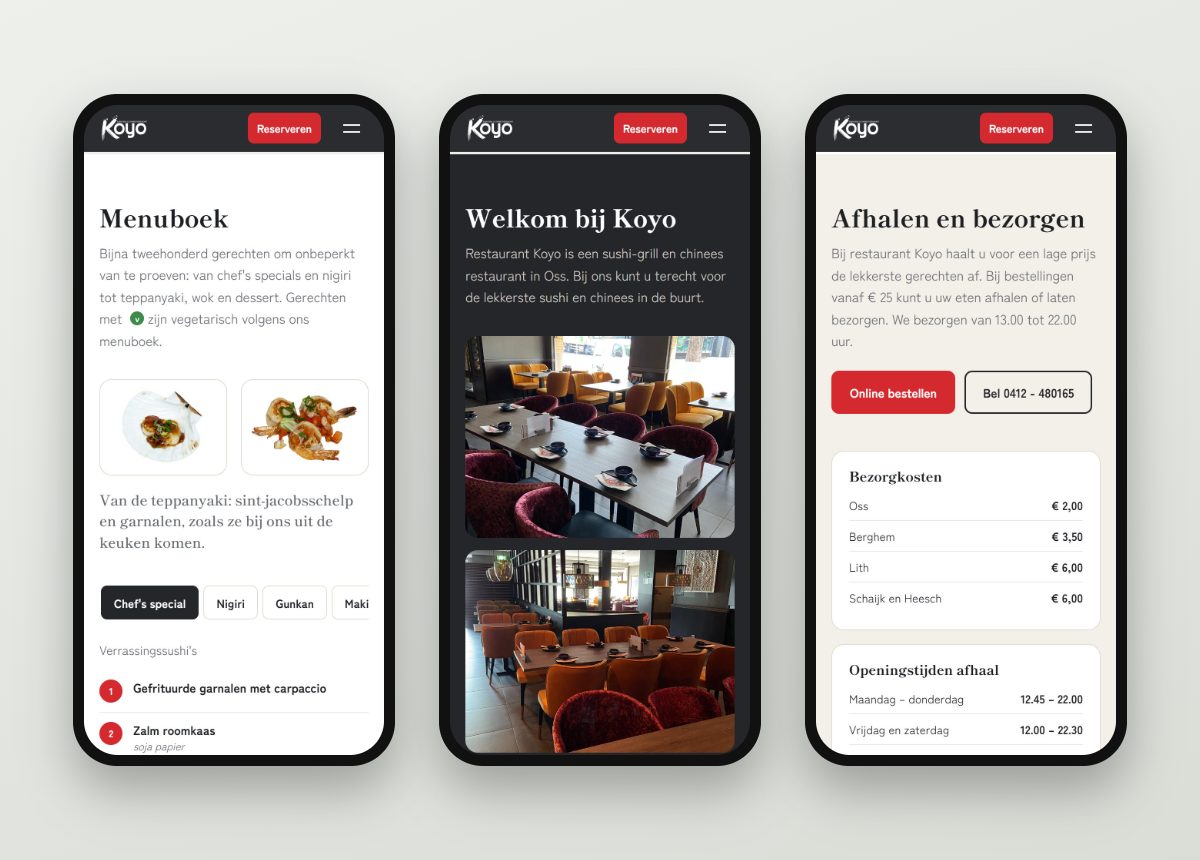 Koyo
Reserveren
Menuboek
Bijna tweehonderd gerechten om onbeperkt
van te proeven: van chef's specials en nigiri
tot teppanyaki, wok en dessert. Gerechten
met v zijn vegetarisch volgens ons
menuboek.
Van de teppanyaki: sint-jacobsschelp
en garnalen, zoals ze bij ons uit de
keuken komen.
Chef's special
Nigiri
Gunkan
Maki
Verrassingssushi's
1 Gefrituurde garnalen met carpaccio
2 Zalm roomkaas
soja papier
Koyo
Reserveren
Welkom bij Koyo
Restaurant Koyo is een sushi-grill en chinees
restaurant in Oss. Bij ons kunt u terecht voor
de lekkerste sushi en chinees in de buurt.
Koyo
Reserveren
Afhalen en bezorgen
Bij restaurant Koyo haalt u voor een lage prijs
de lekkerste gerechten af. Bij bestellingen
vanaf € 25 kunt u uw eten afhalen of laten
bezorgen. We bezorgen van 13.00 tot 22.00
uur.
Online bestellen
Bel 0412 - 480165
Bezorgkosten
Oss € 2,00
Berghem € 3,50
Lith € 6,00
Schaijk en Heesch € 6,00
Openingstijden afhaal
Maandag – donderdag 12.45 – 22.00
Vrijdag en zaterdag 12.00 – 22.30